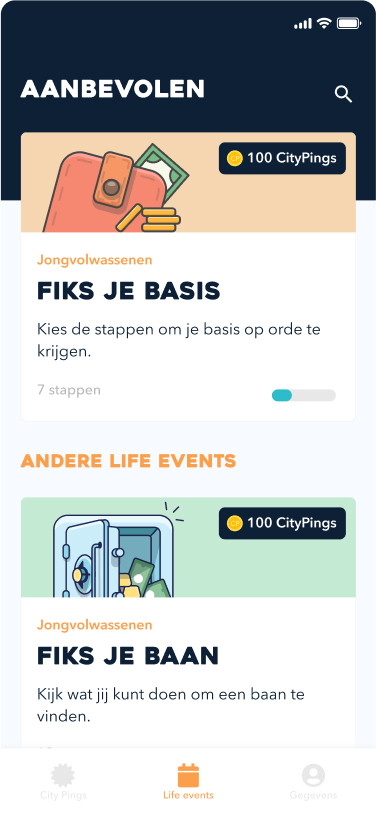 AANBEVOLEN
CP 100 CityPings
Jongvolwassenen
FIKS JE BASIS
Kies de stappen om je basis op orde te
krijgen.
7 stappen
ANDERE LIFE EVENTS
CP 100 CityPings
Jongvolwassenen
FIKS JE BAAN
Kijk wat jij kunt doen om een baan te
vinden.
City Pings
Life events
Gegevens